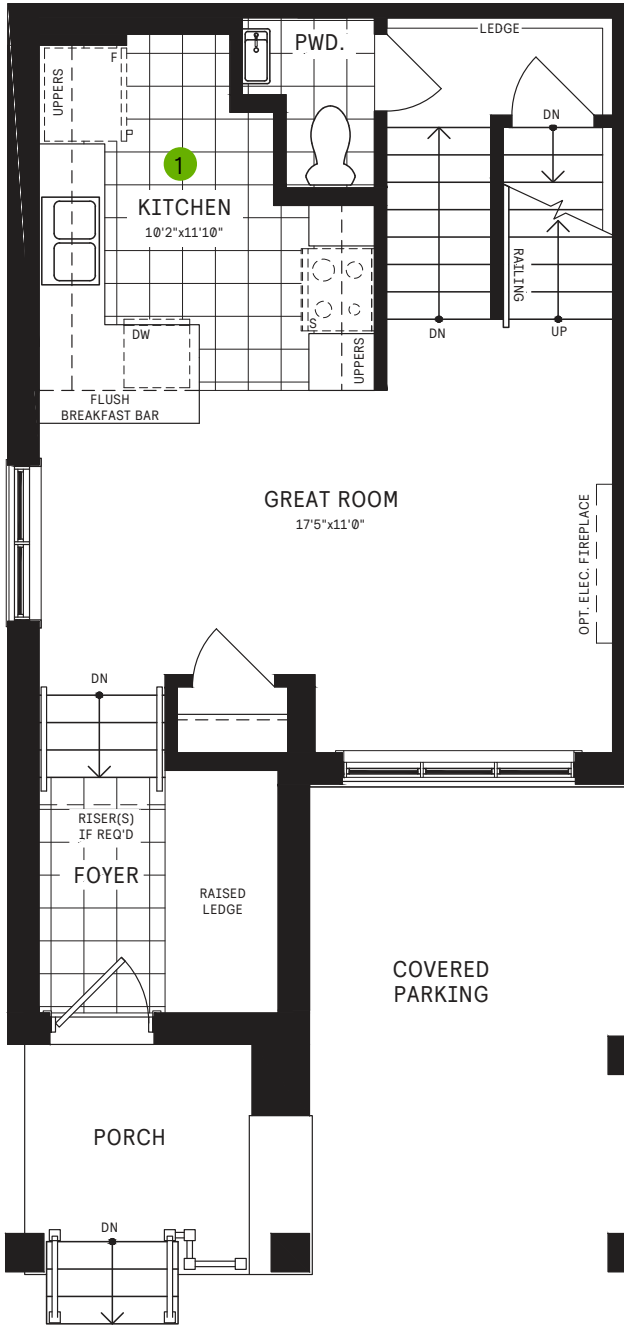 LEDGE
PWD.
F
UPPERS
DN
P
1
KITCHEN
10'2"x11'10"
RAILING
S
DW
DN
UP
UPPERS
FLUSH
BREAKFAST BAR
GREAT ROOM
17'5"x11'0"
OPT. ELEC. FIREPLACE
DN
RISER(S)
IF REQ'D
FOYER
RAISED
LEDGE
COVERED
PARKING
PORCH
DN